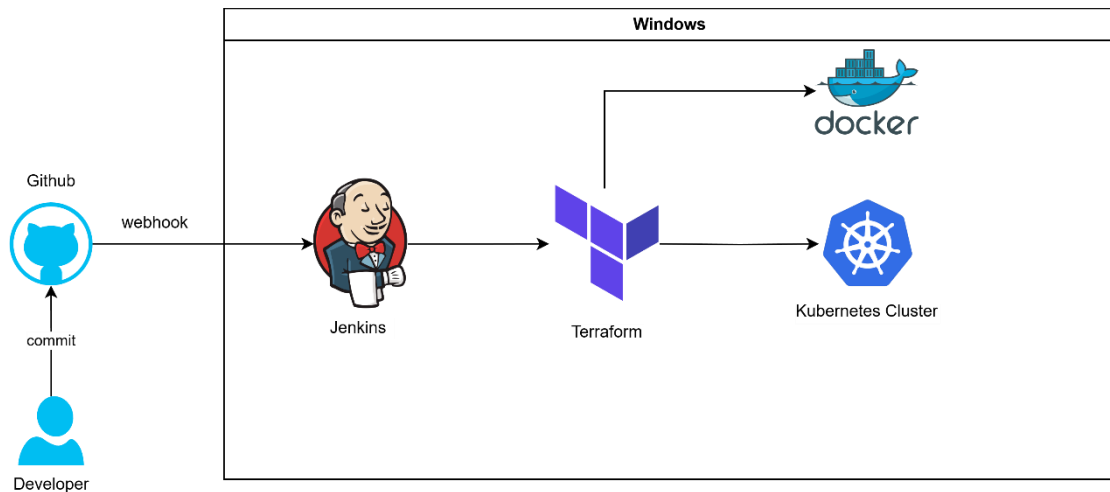 Windows
docker
Github
webhook
Jenkins
Terraform
Kubernetes Cluster
commit
Developer